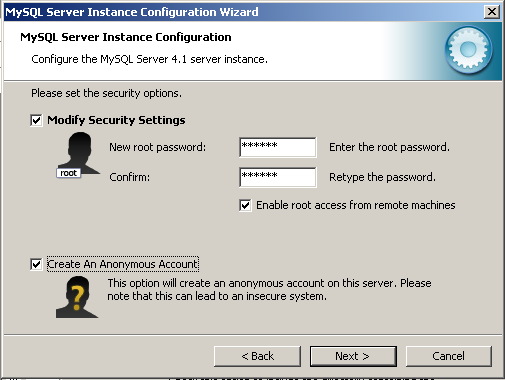 MySQL Server Instance Configuration Wizard
MySQL Server Instance Configuration
Configure the MySQL Server 4.1 server instance.
Please set the security options.
Modify Security Settings
New root password: ****** Enter the root password.
root
Confirm: ****** Retype the password.
Enable root access from remote machines
Create An Anonymous Account
This option will create an anonymous account on this server. Please
note that this can lead to an insecure system.
< Back Next > Cancel